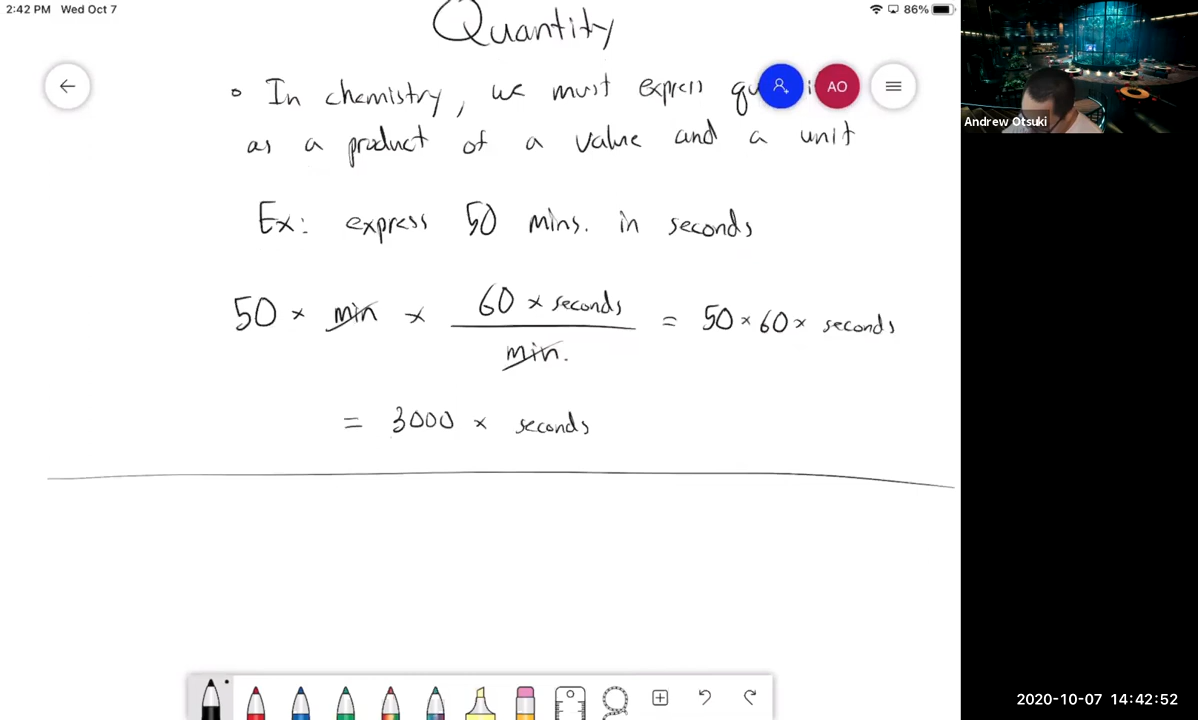 2:42 PM Wed Oct 7
86%
Quantity
In chemistry, we must express
AO
as a product of a value and a unit
Ex: express 50 mins. in seconds
50 × min × 60 × seconds / min. = 50 × 60 × seconds
= 3000 × seconds
Andrew Otsuki
2020-10-07 14:42:52